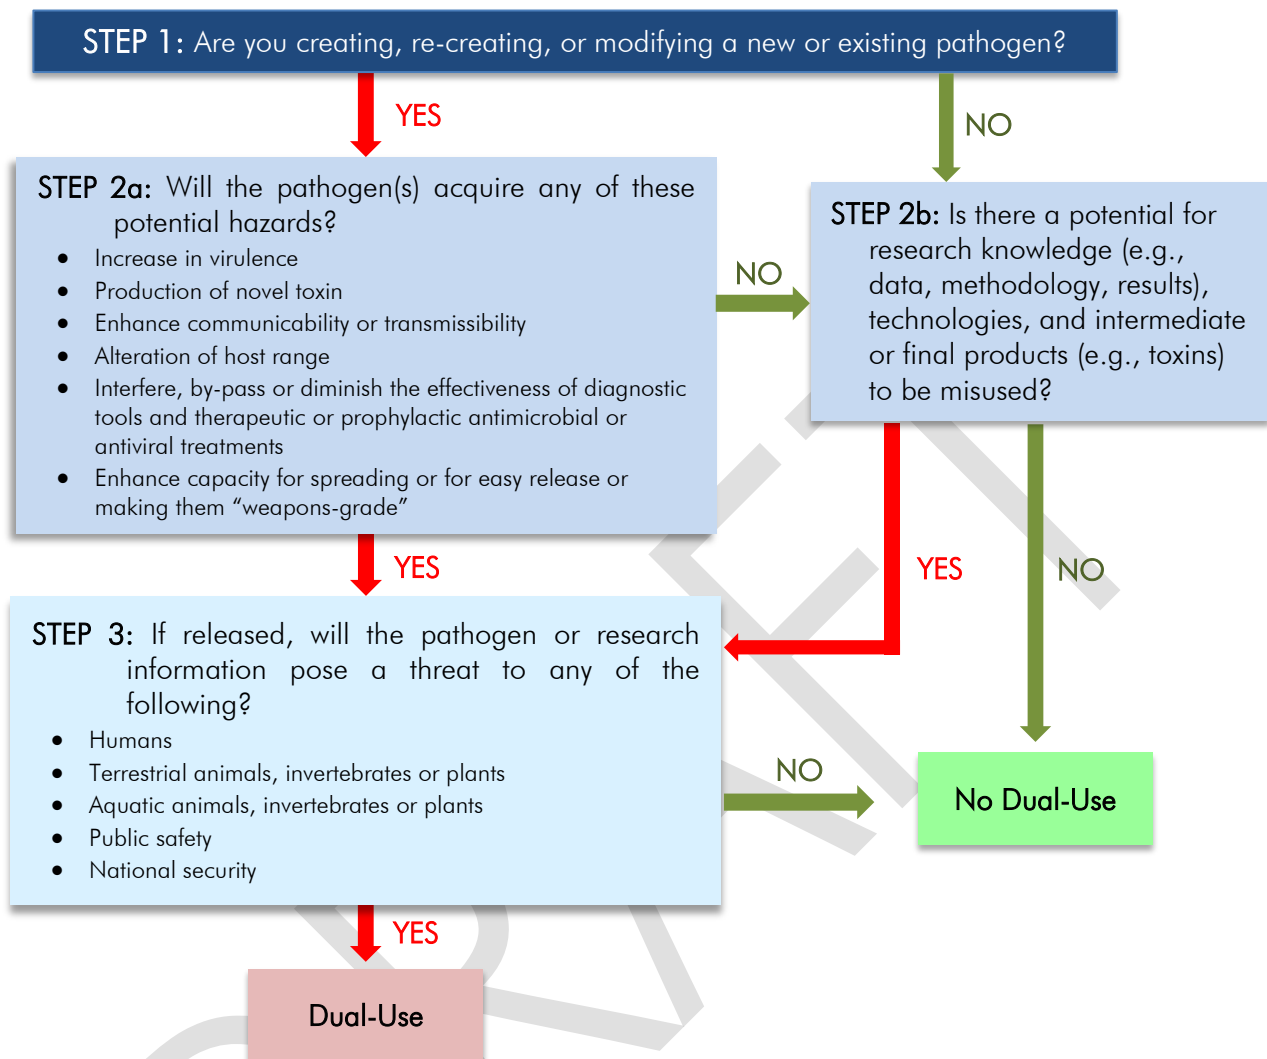 STEP 1: Are you creating, re-creating, or modifying a new or existing pathogen?
YES
NO
STEP 2a: Will the pathogen(s) acquire any of these
potential hazards?
• Increase in virulence
• Production of novel toxin
• Enhance communicability or transmissibility
• Alteration of host range
• Interfere, by-pass or diminish the effectiveness of diagnostic
tools and therapeutic or prophylactic antimicrobial or
antiviral treatments
• Enhance capacity for spreading or for easy release or
making them “weapons-grade”
NO
STEP 2b: Is there a potential for
research knowledge (e.g.,
data, methodology, results),
technologies, and intermediate
or final products (e.g., toxins)
to be misused?
YES
YES
NO
STEP 3: If released, will the pathogen or research
information pose a threat to any of the
following?
• Humans
• Terrestrial animals, invertebrates or plants
• Aquatic animals, invertebrates or plants
• Public safety
• National security
NO
No Dual-Use
YES
Dual-Use